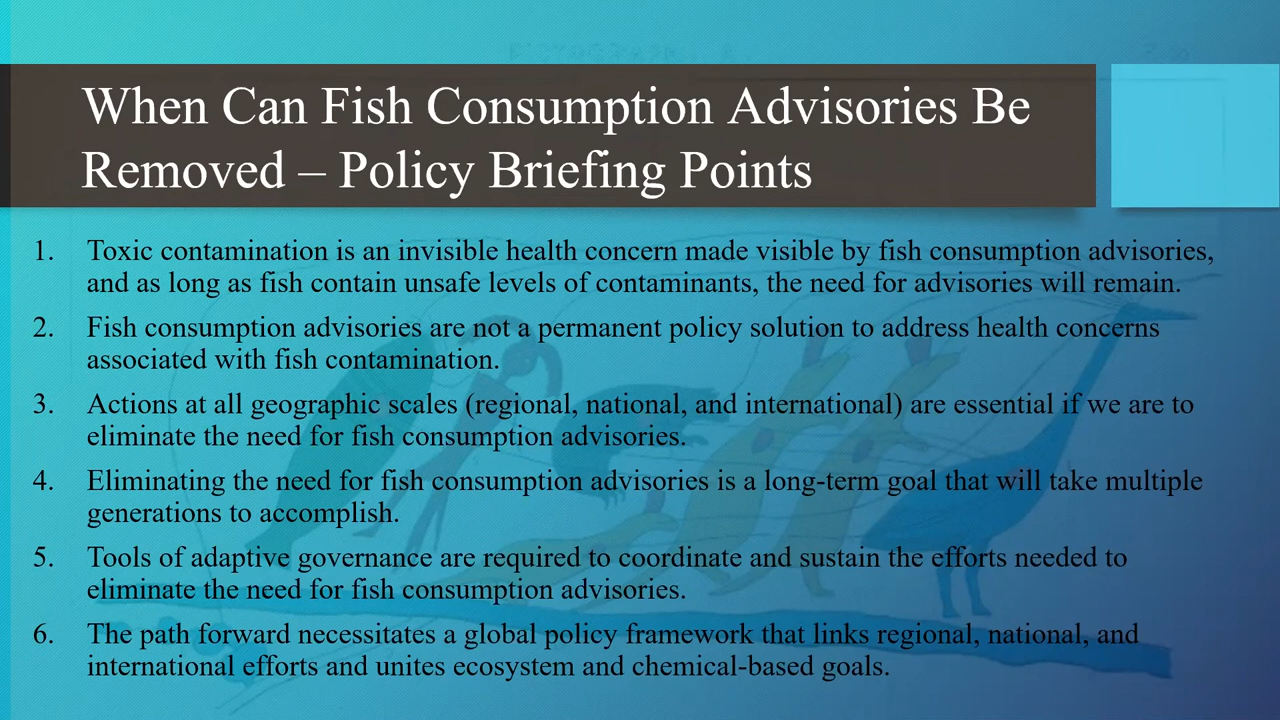 When Can Fish Consumption Advisories Be
Removed – Policy Briefing Points
1. Toxic contamination is an invisible health concern made visible by fish consumption advisories,
and as long as fish contain unsafe levels of contaminants, the need for advisories will remain.
2. Fish consumption advisories are not a permanent policy solution to address health concerns
associated with fish contamination.
3. Actions at all geographic scales (regional, national, and international) are essential if we are to
eliminate the need for fish consumption advisories.
4. Eliminating the need for fish consumption advisories is a long-term goal that will take multiple
generations to accomplish.
5. Tools of adaptive governance are required to coordinate and sustain the efforts needed to
eliminate the need for fish consumption advisories.
6. The path forward necessitates a global policy framework that links regional, national, and
international efforts and unites ecosystem and chemical-based goals.